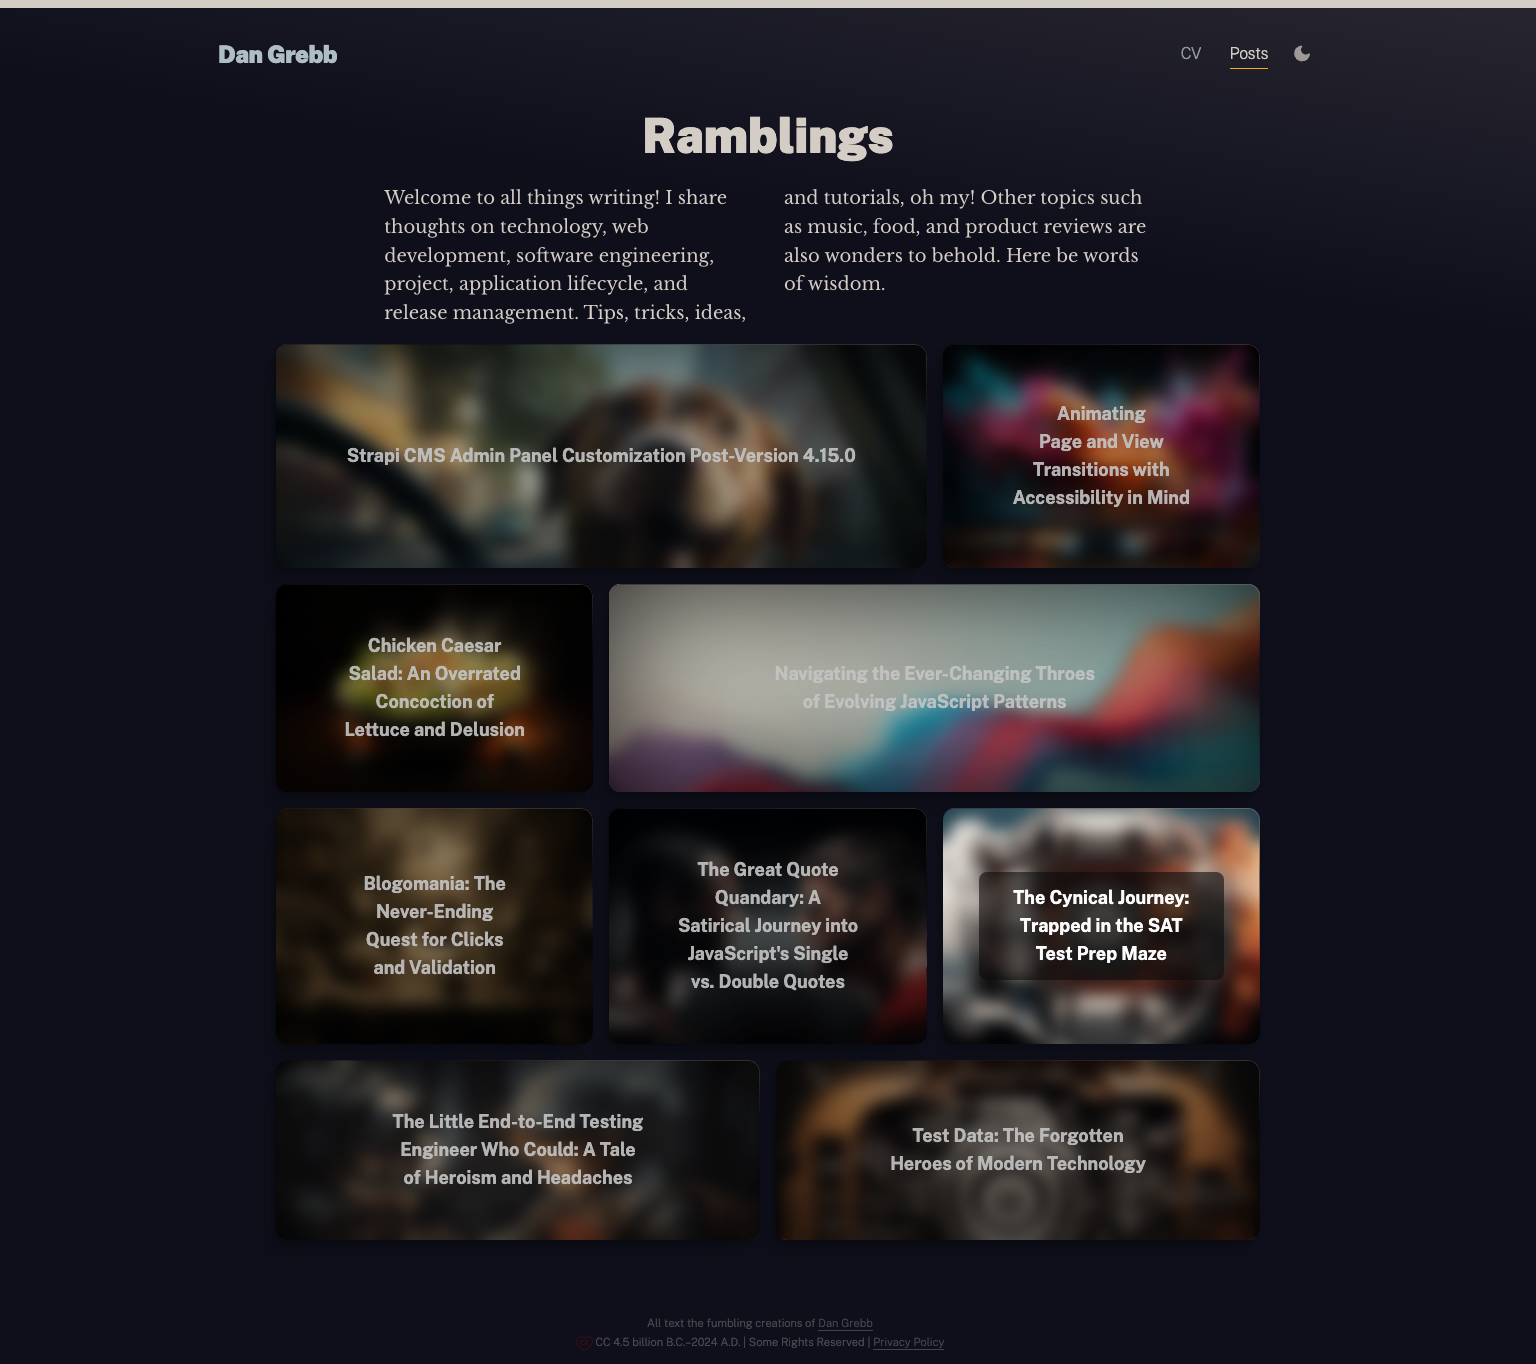 Dan Grebb
CV
Posts
Ramblings
Welcome to all things writing! I share
thoughts on technology, web
development, software engineering,
project, application lifecycle, and
release management. Tips, tricks, ideas,
and tutorials, oh my! Other topics such
as music, food, and product reviews are
also wonders to behold. Here be words
of wisdom.
Strapi CMS Admin Panel Customization Post-Version 4.15.0
Animating
Page and View
Transitions with
Accessibility in Mind
Chicken Caesar
Salad: An Overrated
Concoction of
Lettuce and Delusion
Navigating the Ever-Changing Throes
of Evolving JavaScript Patterns
Blogomania: The
Never-Ending
Quest for Clicks
and Validation
The Great Quote
Quandary: A
Satirical Journey into
JavaScript's Single
vs. Double Quotes
The Cynical Journey:
Trapped in the SAT
Test Prep Maze
The Little End-to-End Testing
Engineer Who Could: A Tale
of Heroism and Headaches
Test Data: The Forgotten
Heroes of Modern Technology
All text the fumbling creations of Dan Grebb
CC 4.5 billion B.C.–2024 A.D. | Some Rights Reserved | Privacy Policy